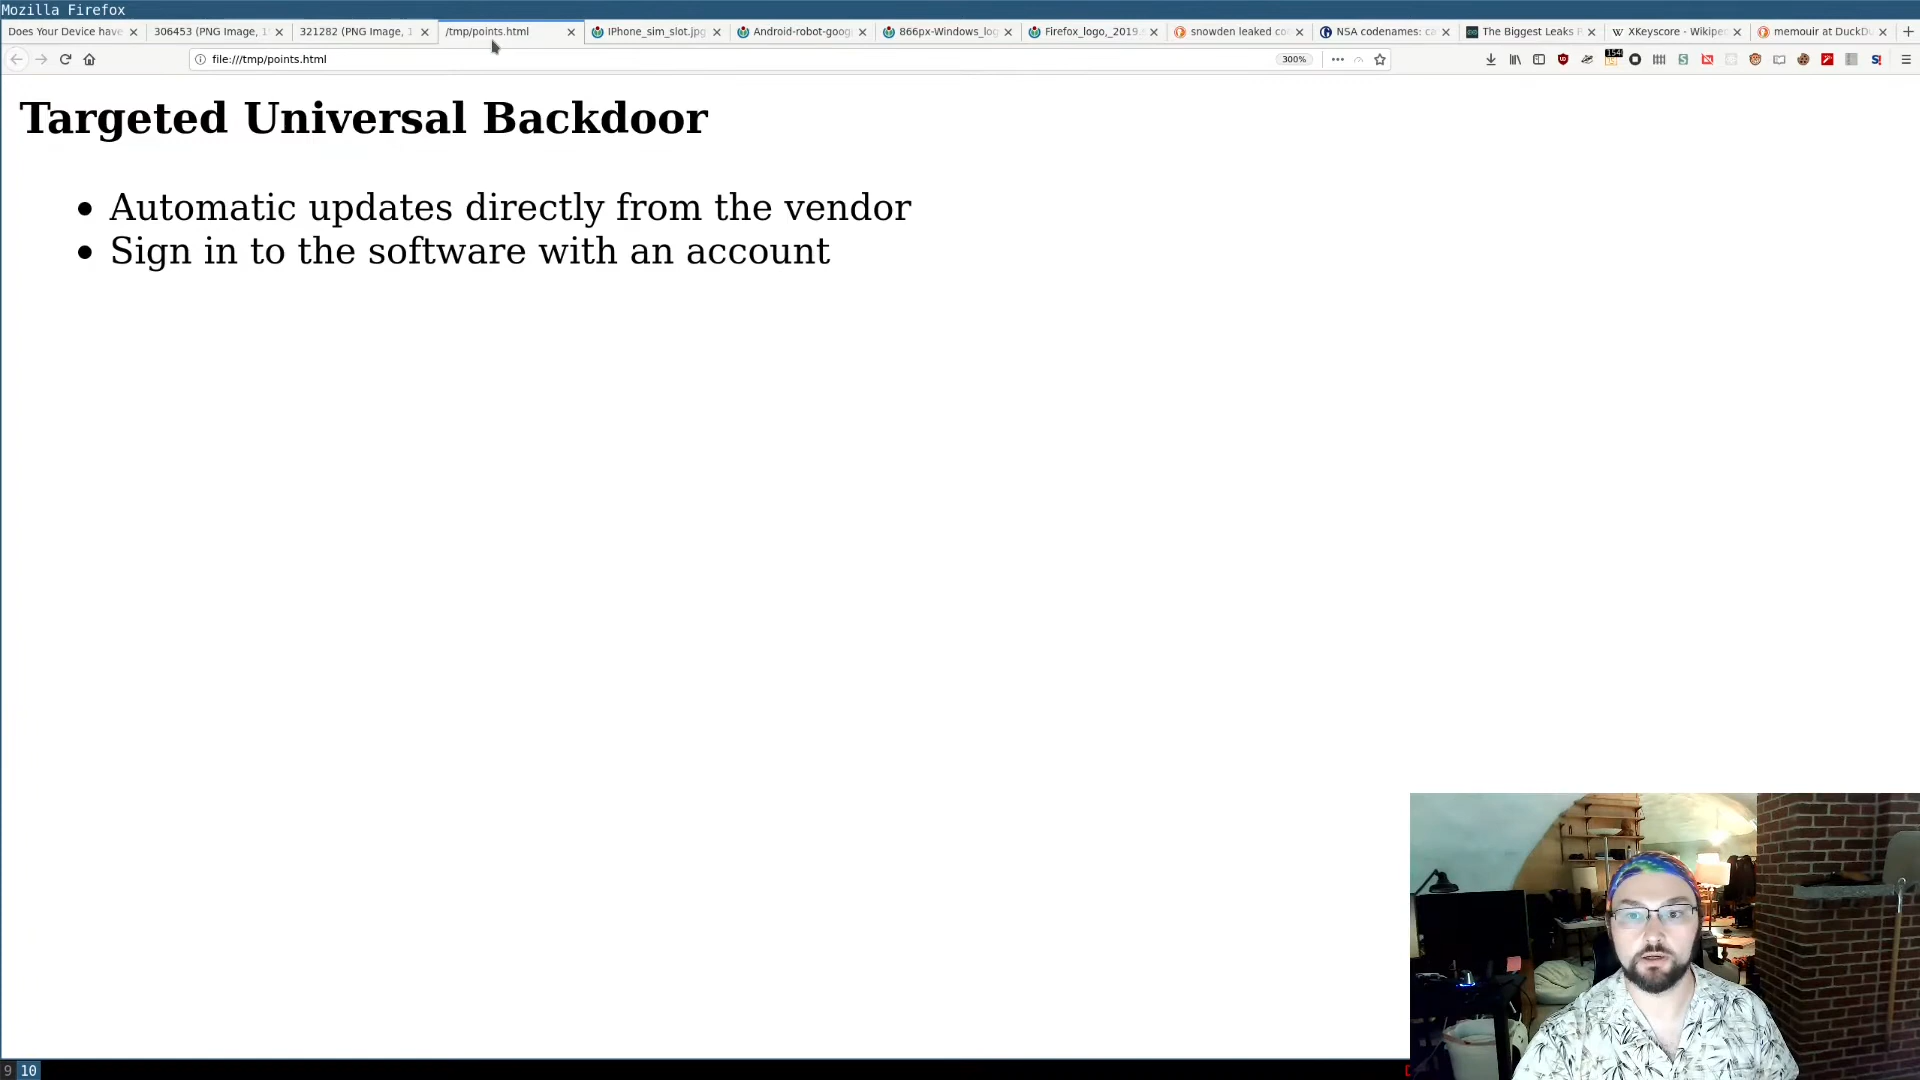 Mozilla Firefox
Does Your Device have
306453 (PNG Image, 1
321282 (PNG Image, 1
/tmp/points.html
IPhone_sim_slot.jpg
Android-robot-goog
866px-Windows_log
Firefox_logo,_2019.s
snowden leaked co
NSA codenames: ca
The Biggest Leaks F
XKeyscore - Wikipe
memouir at DuckDu
file:///tmp/points.html
300%
154
Targeted Universal Backdoor
• Automatic updates directly from the vendor
• Sign in to the software with an account
9 10